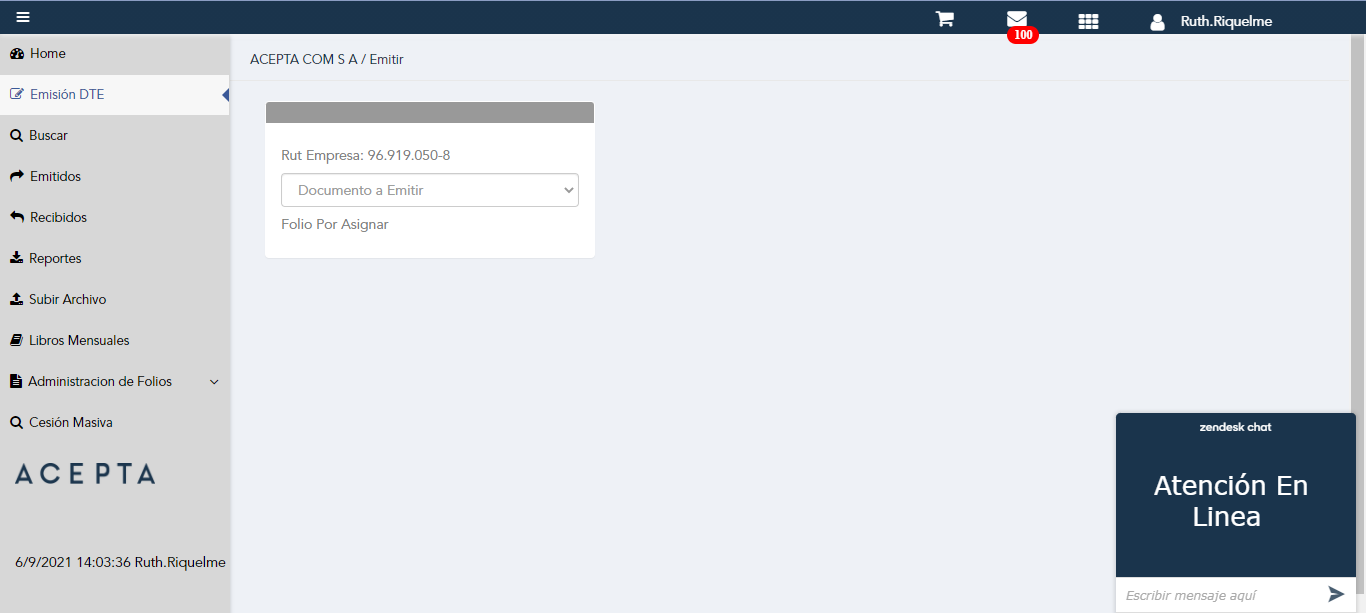 Ruth.Riquelme
100
Home
Emisión DTE
Buscar
Emitidos
Recibidos
Reportes
Subir Archivo
Libros Mensuales
Administracion de Folios
Cesión Masiva
ACEPTA
6/9/2021 14:03:36 Ruth.Riquelme
ACEPTA COM S A / Emitir
Rut Empresa: 96.919.050-8
Documento a Emitir
Folio Por Asignar
zendesk chat
Atención En
Linea
Escribir mensaje aquí